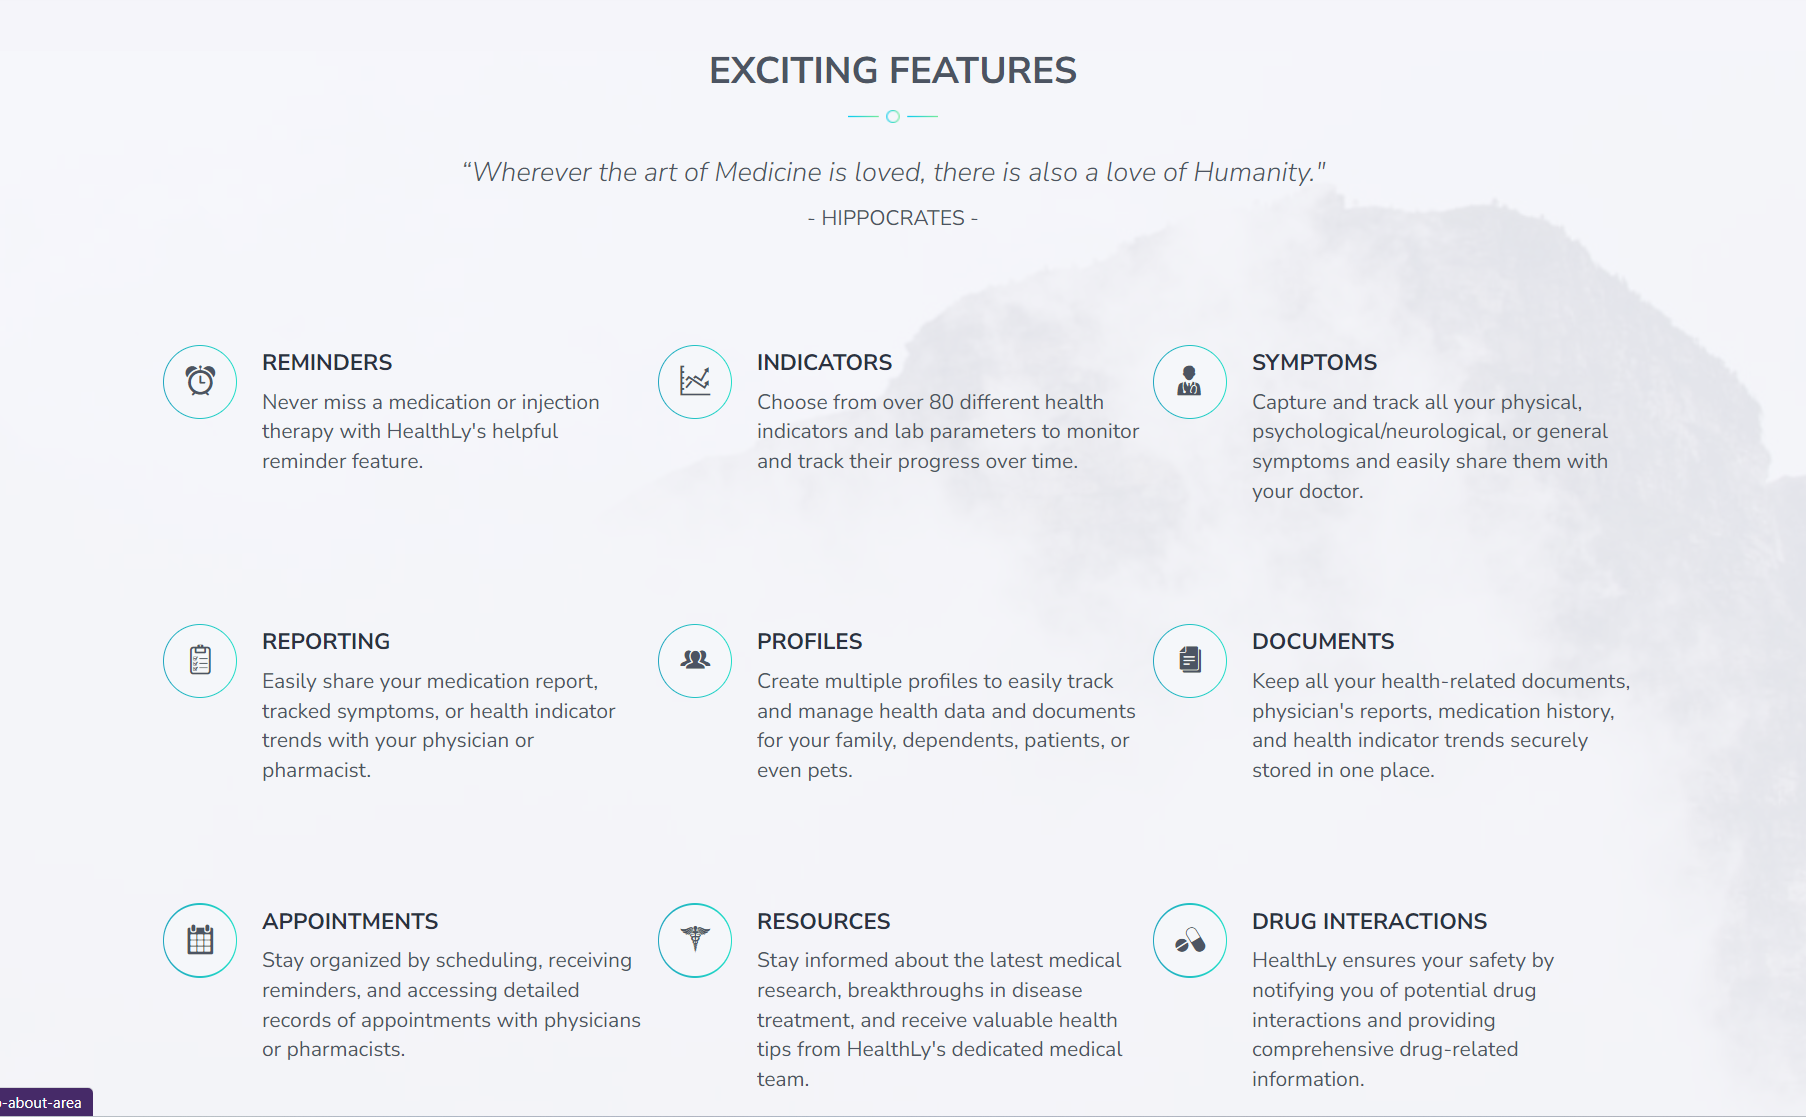 EXCITING FEATURES
“Wherever the art of Medicine is loved, there is also a love of Humanity."
- HIPPOCRATES -
REMINDERS
Never miss a medication or injection
therapy with HealthLy's helpful
reminder feature.
INDICATORS
Choose from over 80 different health
indicators and lab parameters to monitor
and track their progress over time.
SYMPTOMS
Capture and track all your physical,
psychological/neurological, or general
symptoms and easily share them with
your doctor.
REPORTING
Easily share your medication report,
tracked symptoms, or health indicator
trends with your physician or
pharmacist.
PROFILES
Create multiple profiles to easily track
and manage health data and documents
for your family, dependents, patients, or
even pets.
DOCUMENTS
Keep all your health-related documents,
physician's reports, medication history,
and health indicator trends securely
stored in one place.
APPOINTMENTS
Stay organized by scheduling, receiving
reminders, and accessing detailed
records of appointments with physicians
or pharmacists.
RESOURCES
Stay informed about the latest medical
research, breakthroughs in disease
treatment, and receive valuable health
tips from HealthLy's dedicated medical
team.
DRUG INTERACTIONS
HealthLy ensures your safety by
notifying you of potential drug
interactions and providing
comprehensive drug-related
information.
-about-area